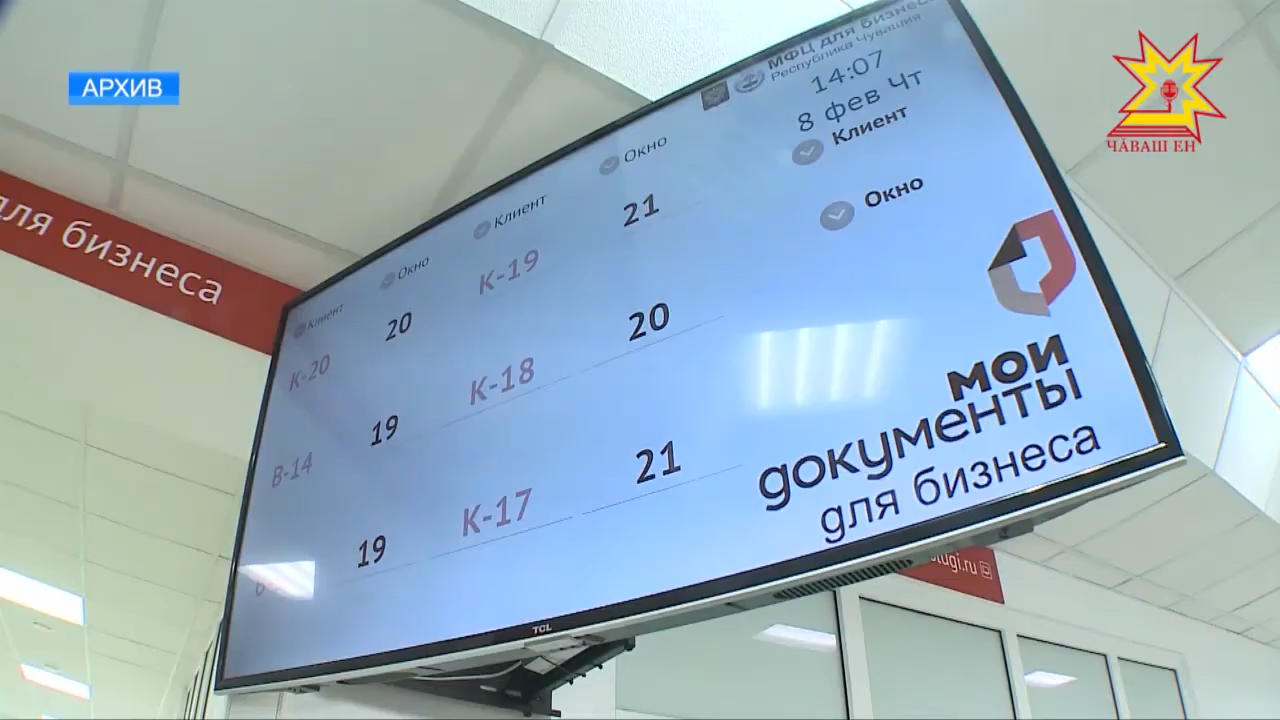 АРХИВ
ЧӐВАШ ЕН
для бизнеса
МФЦ для бизнеса
Республика Чувашия
14:07
8 фев Чт
Клиент
Окно
Клиент
Окно
Клиент
Окно
К-20 20
К-19 21
В-14 19
К-18 20
19
К-17 21
мои
документы
для бизнеса
TCL